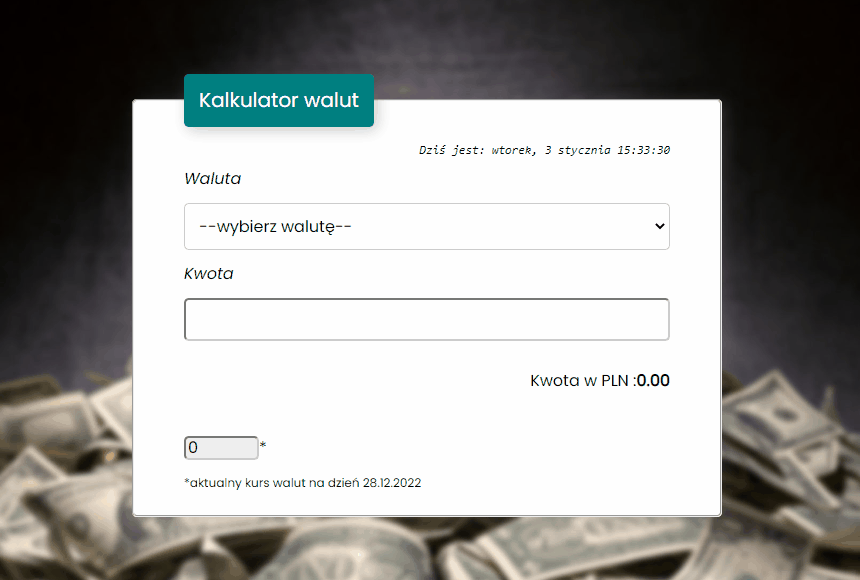 Kalkulator walut
Dziś jest: wtorek, 3 stycznia 15:33:30
Waluta
--wybierz walutę--
Kwota
Kwota w PLN :0.00
0 *
*aktualny kurs walut na dzień 28.12.2022